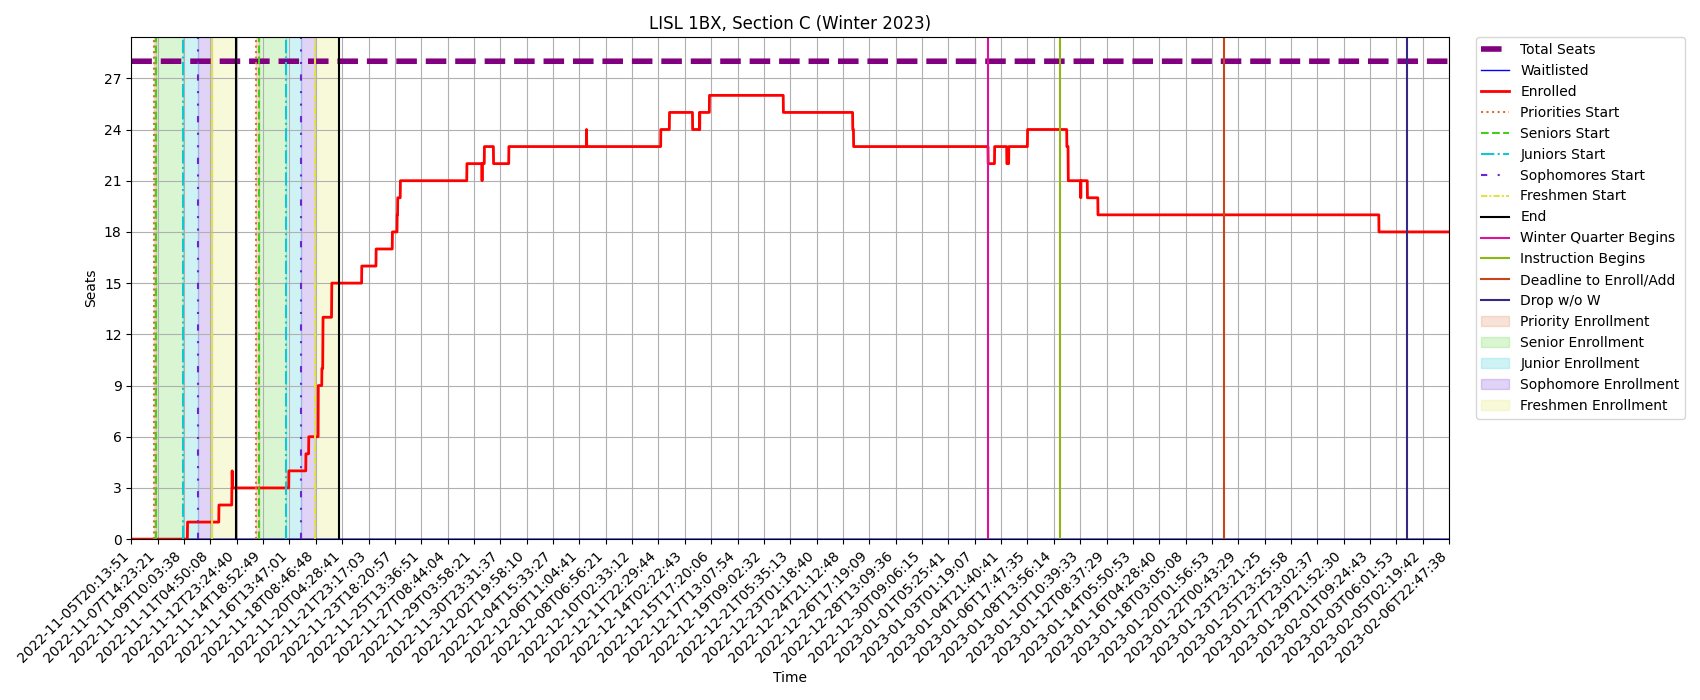 LISL 1BX, Section C (Winter 2023)
Seats
27
24
21
18
15
12
9
6
3
0
2022-11-05T20:13:51
2022-11-07T14:23:21
2022-11-09T10:03:38
2022-11-11T04:50:08
2022-11-12T23:24:40
2022-11-14T18:52:49
2022-11-16T13:47:01
2022-11-18T08:46:48
2022-11-20T04:28:41
2022-11-21T23:17:03
2022-11-23T18:20:57
2022-11-25T13:36:51
2022-11-27T08:44:04
2022-11-29T03:58:21
2022-11-30T23:31:37
2022-12-02T19:58:10
2022-12-04T15:33:27
2022-12-06T11:04:41
2022-12-08T06:56:21
2022-12-10T02:33:12
2022-12-11T22:29:44
2022-12-14T02:22:43
2022-12-15T17:20:06
2022-12-17T13:07:54
2022-12-19T09:02:32
2022-12-21T05:35:13
2022-12-23T01:18:40
2022-12-24T21:12:48
2022-12-26T17:19:09
2022-12-28T13:09:36
2022-12-30T09:06:15
2023-01-01T05:25:41
2023-01-03T01:19:07
2023-01-04T21:40:41
2023-01-06T17:47:35
2023-01-08T13:56:14
2023-01-10T10:39:33
2023-01-12T08:37:29
2023-01-14T05:50:53
2023-01-16T04:28:40
2023-01-18T03:05:08
2023-01-20T01:56:53
2023-01-22T00:43:29
2023-01-23T23:21:25
2023-01-25T23:25:58
2023-01-27T23:02:37
2023-01-29T21:52:30
2023-02-01T09:24:43
2023-02-03T06:01:53
2023-02-05T02:19:42
2023-02-06T22:47:38
Time
Total Seats
Waitlisted
Enrolled
Priorities Start
Seniors Start
Juniors Start
Sophomores Start
Freshmen Start
End
Winter Quarter Begins
Instruction Begins
Deadline to Enroll/Add
Drop w/o W
Priority Enrollment
Senior Enrollment
Junior Enrollment
Sophomore Enrollment
Freshmen Enrollment